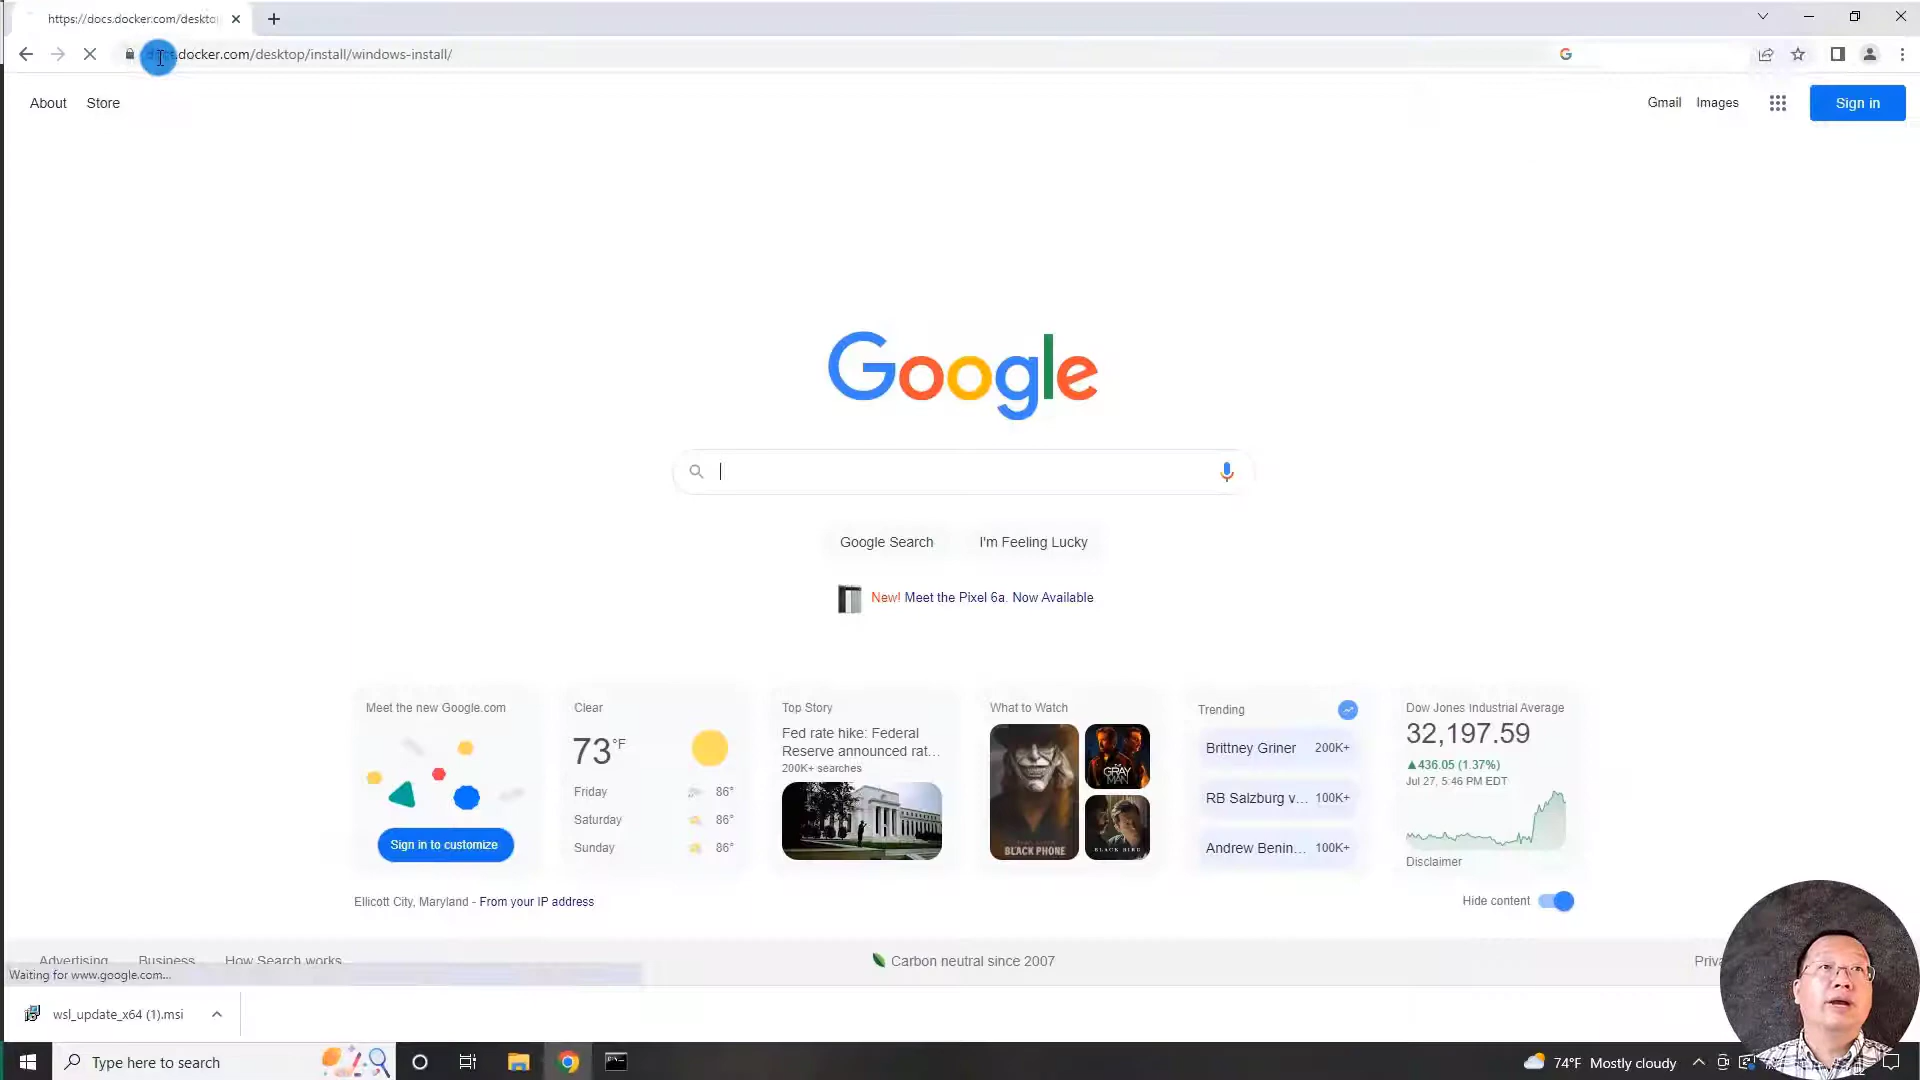 https://docs.docker.com/deskto
docs.docker.com/desktop/install/windows-install/
About Store
Gmail Images Sign in
Google
Google Search I'm Feeling Lucky
New! Meet the Pixel 6a. Now Available
Meet the new Google.com
Sign in to customize
Clear
73°F
Friday 86°
Saturday 86°
Sunday 86°
Top Story
Fed rate hike: Federal
Reserve announced rat...
200K+ searches
What to Watch
BLACK PHONE
GRAY
MAN
BLACK BIRD
Trending
Brittney Griner 200K+
RB Salzburg v... 100K+
Andrew Benin... 100K+
Dow Jones Industrial Average
32,197.59
▲436.05 (1.37%)
Jul 27, 5:46 PM EDT
Disclaimer
Ellicott City, Maryland - From your IP address
Hide content
Advertising Business How Search works
Carbon neutral since 2007
Priva
Waiting for www.google.com...
wsl_update_x64 (1).msi
Type here to search
74°F Mostly cloudy